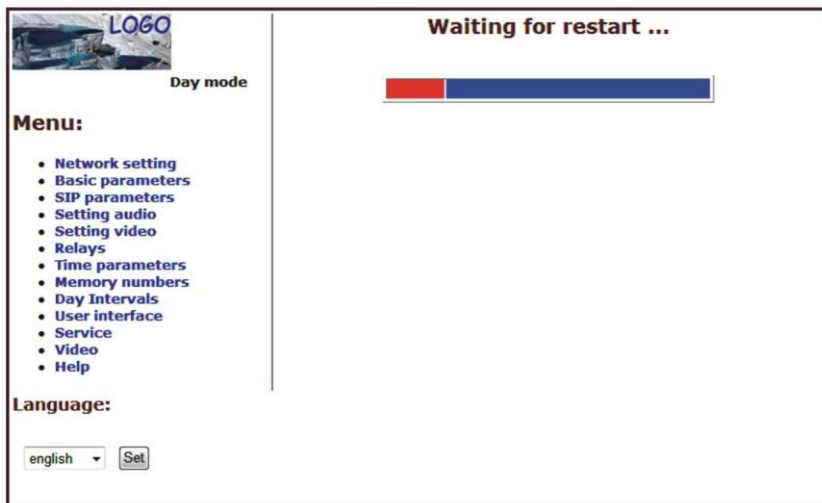 LOGO
Day mode
Menu:
Network setting
Basic parameters
SIP parameters
Setting audio
Setting video
Relays
Time parameters
Memory numbers
Day Intervals
User interface
Service
Video
Help
Language:
english
Set
Waiting for restart ...